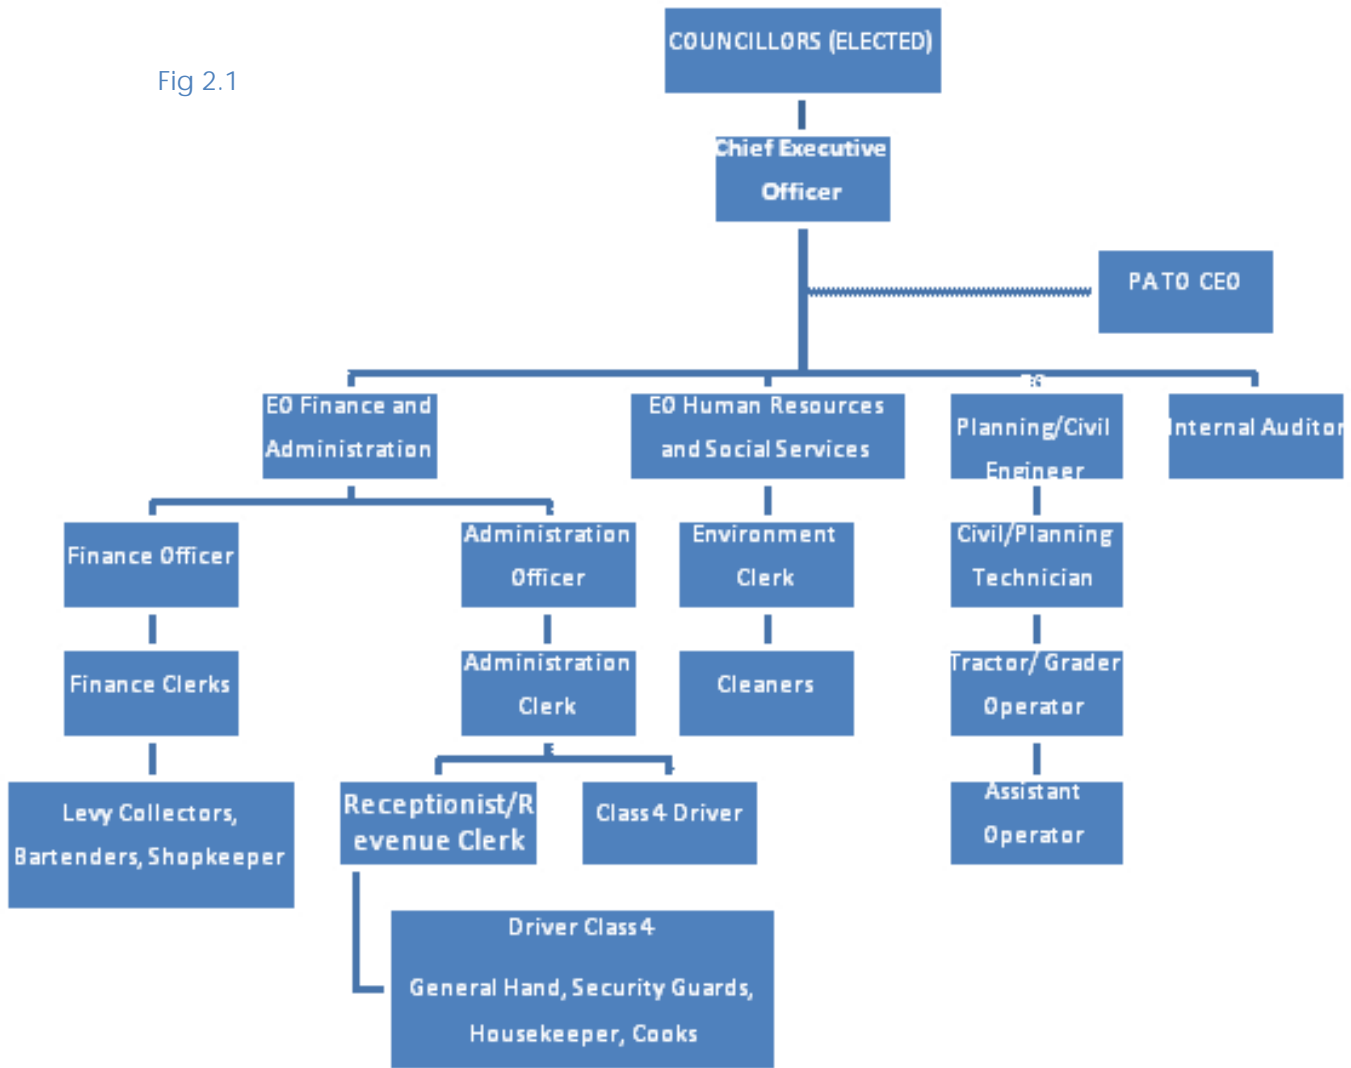 Fig 2.1
COUNCILLORS (ELECTED)
Chief Executive
Officer
PA TO CEO
EO Finance and
Administration
EO Human Resources
and Social Services
Planning/Civil
Engineer
Internal Auditor
Finance Officer
Administration
Officer
Environment
Clerk
Civil/Planning
Technician
Finance Clerks
Administration
Clerk
Cleaners
Tractor/ Grader
Operator
Levy Collectors,
Bartenders, Shopkeeper
Receptionist/R
evenue Clerk
Class 4 Driver
Assistant
Operator
Driver Class 4
General Hand, Security Guards,
Housekeeper, Cooks